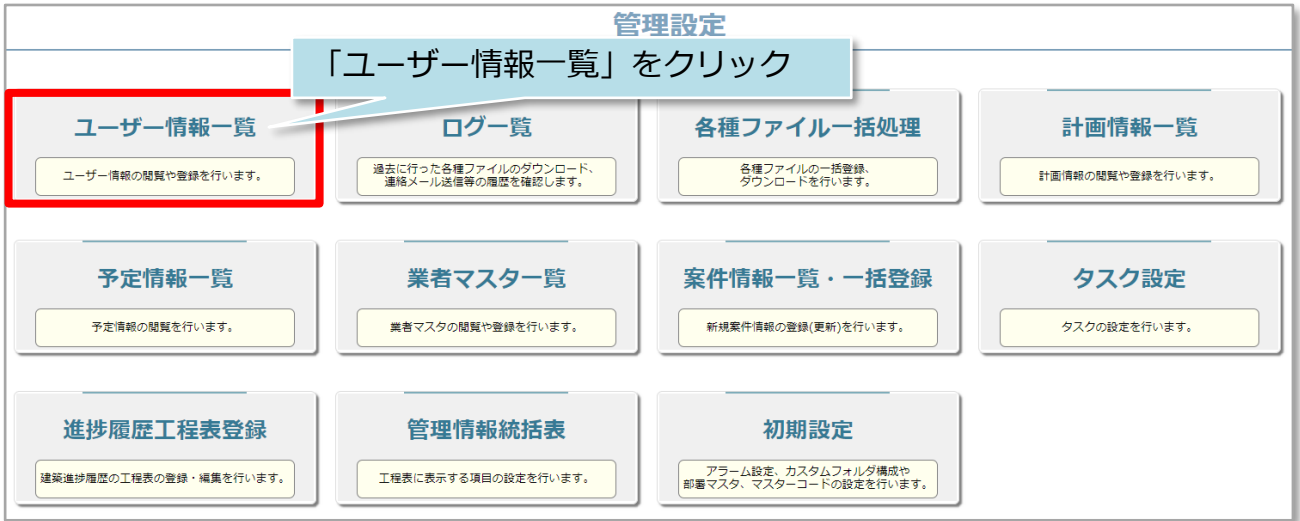 管理設定
「ユーザー情報一覧」をクリック
ユーザー情報一覧
ユーザー情報の閲覧や登録を行います。
ログ一覧
過去に行った各種ファイルのダウンロード、
連絡メール送信等の履歴を確認します。
各種ファイル一括処理
各種ファイルの一括登録、
ダウンロードを行います。
計画情報一覧
計画情報の閲覧や登録を行います。
予定情報一覧
予定情報の閲覧を行います。
業者マスタ一覧
業者マスタの閲覧や登録を行います。
案件情報一覧・一括登録
新規案件情報の登録(更新)を行います。
タスク設定
タスクの設定を行います。
進捗履歴工程表登録
建築進捗履歴の工程表の登録・編集を行います。
管理情報統括表
工程表に表示する項目の設定を行います。
初期設定
アラーム設定、カスタムフォルダ構成や
部署マスタ、マスターコードの設定を行います。